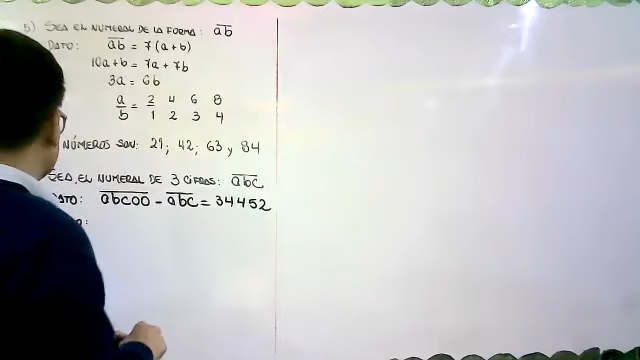 5) SEA EL NUMERAL DE LA FORMA: ab
DATO: ab = 7(a+b)
10a+b = 7a + 7b
3a = 6b
a/b = 2/1 4/2 6/3 8/4
NÚMEROS SON: 21; 42; 63 y 84
SEA EL NUMERAL DE 3 CIFRAS: abc
abc00 - abc = 34452